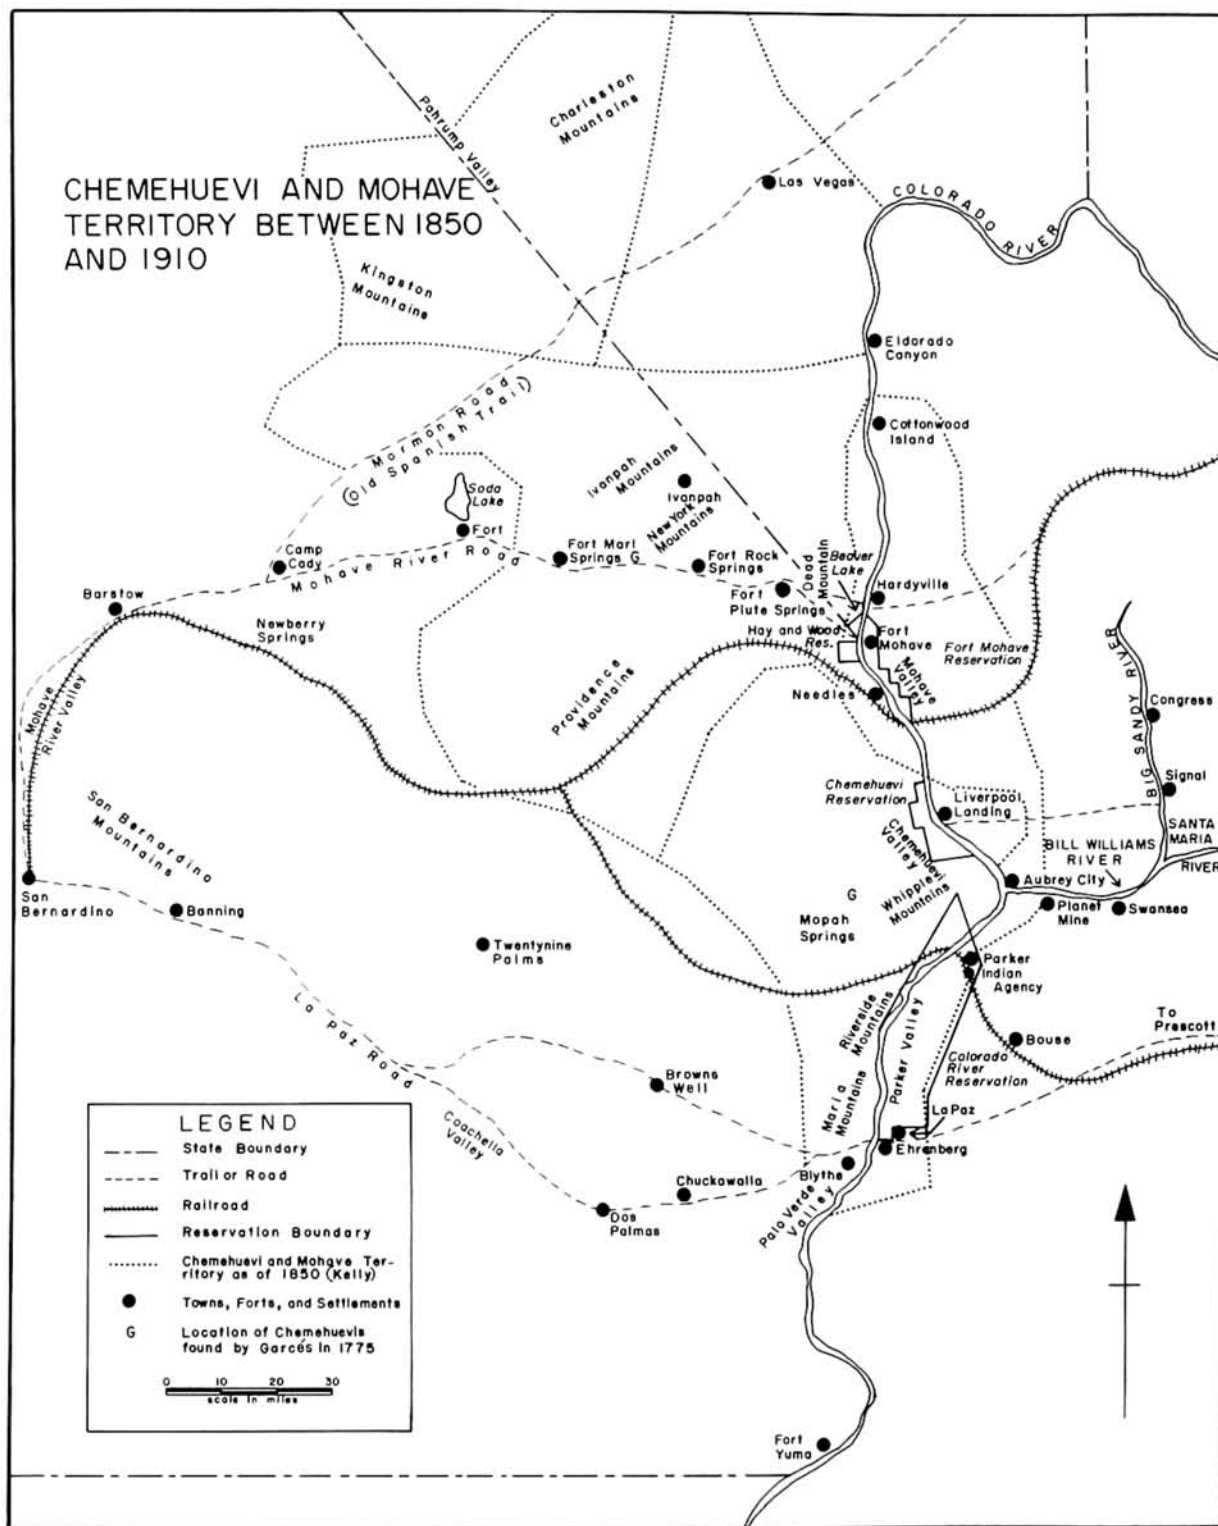 CHEMEHUEVI AND MOHAVE
TERRITORY BETWEEN 1850
AND 1910
Pahrump Valley
Charleston
Mountains
Las Vegas
COLORADO RIVER
Kingston
Mountains
Eldorado
Canyon
Mormon Road
(Old Spanish Trail)
Cottonwood
Island
Soda
Lake
Ivanpah Mountains
Ivanpah
New York
Mountains
Fort
Camp
Cady
Mohave River Road
Fort Marl
Springs G
Fort Rock
Springs
Dead
Mountain
Beaver
Lake
Hardyville
Fort
Piute Springs
Barstow
Newberry
Springs
Hay and Wood
Res.
Fort
Mohave
Fort Mohave
Reservation
Mohave
Valley
Needles
Providence
Mountains
Mohave
River Valley
BIG SANDY RIVER
Congress
Signal
San Bernardino
Mountains
Chemehuevi
Reservation
Liverpool
Landing
Chemehuevi
Valley
SANTA
MARIA
RIVER
BILL WILLIAMS
RIVER
San
Bernardino
Banning
Aubrey City
Planet
Mine
Swansea
G
Whipple
Mountains
Mopah
Springs
Twentynine
Palms
Parker
Indian
Agency
La Paz Road
Riverside
Mountains
Parker Valley
To
Prescott
Bouse
Colorado
River
Reservation
Browns
Well
Maria
Mountains
La Paz
Ehrenberg
Coachella
Valley
Chuckawalla
Blythe
Palo Verde
Valley
Dos
Palmas
LEGEND
State Boundary
Trail or Road
Railroad
Reservation Boundary
Chemehuevi and Mohave Ter-
ritory as of 1850 (Kelly)
Towns, Forts, and Settlements
G Location of Chemehuevis
found by Garcés in 1775
0 10 20 30
scale in miles
Fort
Yuma